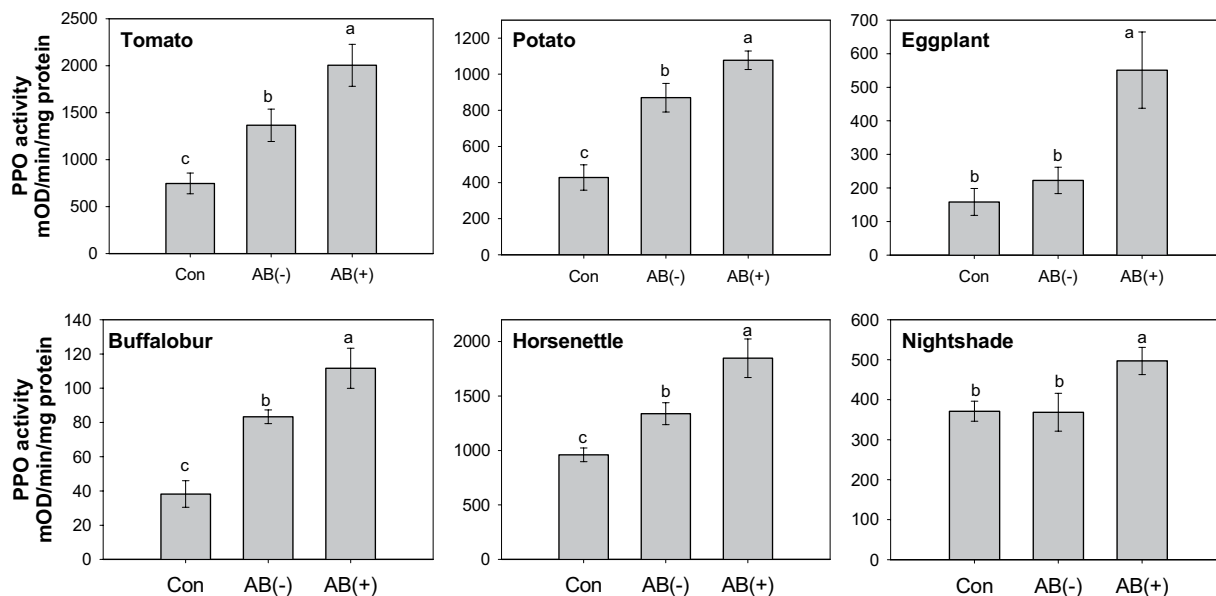 PPO activity
mOD/min/mg protein
Tomato
2500
2000
1500
1000
500
0
c
b
a
Con AB(-) AB(+)
Potato
1200
1000
800
600
400
200
0
c
b
a
Con AB(-) AB(+)
Eggplant
700
600
500
400
300
200
100
0
b
b
a
Con AB(-) AB(+)
PPO activity
mOD/min/mg protein
Buffalobur
140
120
100
80
60
40
20
0
c
b
a
Con AB(-) AB(+)
Horsenettle
2000
1500
1000
500
0
c
b
a
Con AB(-) AB(+)
Nightshade
600
500
400
300
200
100
0
b
b
a
Con AB(-) AB(+)